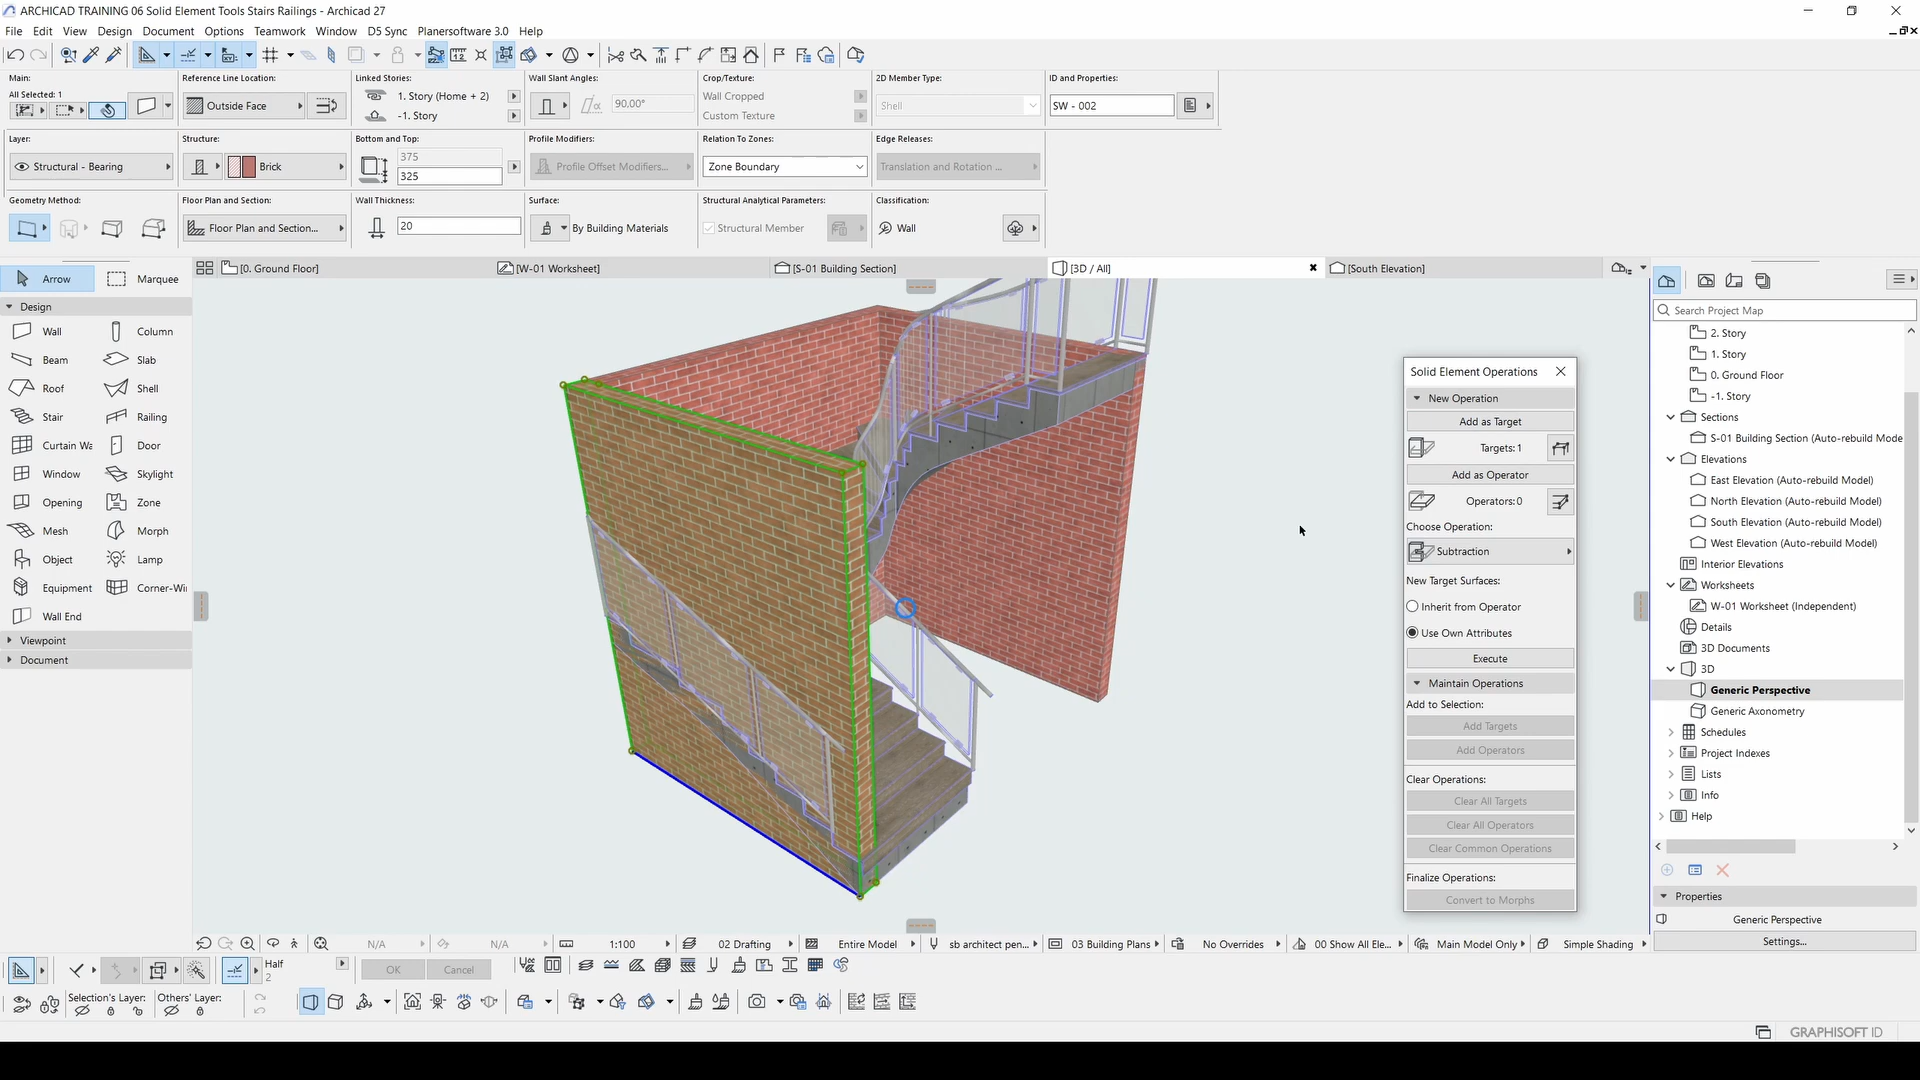 ARCHICAD TRAINING 06 Solid Element Tools Stairs Railings - Archicad 27
File Edit View Design Document Options Teamwork Window D5 Sync Planersoftware 3.0 Help
Main: Reference Line Location: Linked Stories: Wall Slant Angles: Crop/Texture: 2D Member Type: ID and Properties:
All Selected: 1 Outside Face 1. Story (Home + 2) 90.00° Wall Cropped Shell SW - 002
-1. Story Custom Texture
Layer: Structure: Bottom and Top: Profile Modifiers: Relation To Zones: Edge Releases:
Structural - Bearing Brick 375 Profile Offset Modifiers... Zone Boundary Translation and Rotation ...
325
Geometry Method: Floor Plan and Section: Wall Thickness: Surface: Structural Analytical Parameters: Classification:
Floor Plan and Section... 20 By Building Materials Structural Member Wall
[0. Ground Floor] [W-01 Worksheet] [S-01 Building Section] [3D / All] [South Elevation]
Arrow Marquee
Design
Wall Column
Beam Slab
Roof Shell
Stair Railing
Curtain Wa Door
Window Skylight
Opening Zone
Mesh Morph
Object Lamp
Equipment Corner-Wi
Wall End
Viewpoint
Document
Solid Element Operations
New Operation
Add as Target
Targets: 1
Add as Operator
Operators: 0
Choose Operation:
Subtraction
New Target Surfaces:
Inherit from Operator
Use Own Attributes
Execute
Maintain Operations
Add to Selection:
Add Targets
Add Operators
Clear Operations:
Clear All Targets
Clear All Operators
Clear Common Operations
Finalize Operations:
Convert to Morphs
Search Project Map
2. Story
1. Story
0. Ground Floor
-1. Story
Sections
S-01 Building Section (Auto-rebuild Mode
Elevations
East Elevation (Auto-rebuild Model)
North Elevation (Auto-rebuild Model)
South Elevation (Auto-rebuild Model)
West Elevation (Auto-rebuild Model)
Interior Elevations
Worksheets
W-01 Worksheet (Independent)
Details
3D Documents
3D
Generic Perspective
Generic Axonometry
Schedules
Project Indexes
Lists
Info
Help
Properties
Generic Perspective
Settings...
N/A N/A 1:100 02 Drafting Entire Model sb architect pen... 03 Building Plans No Overrides 00 Show All Ele... Main Model Only Simple Shading
Half
2
OK Cancel
Selection's Layer: Others' Layer:
GRAPHISOFT ID